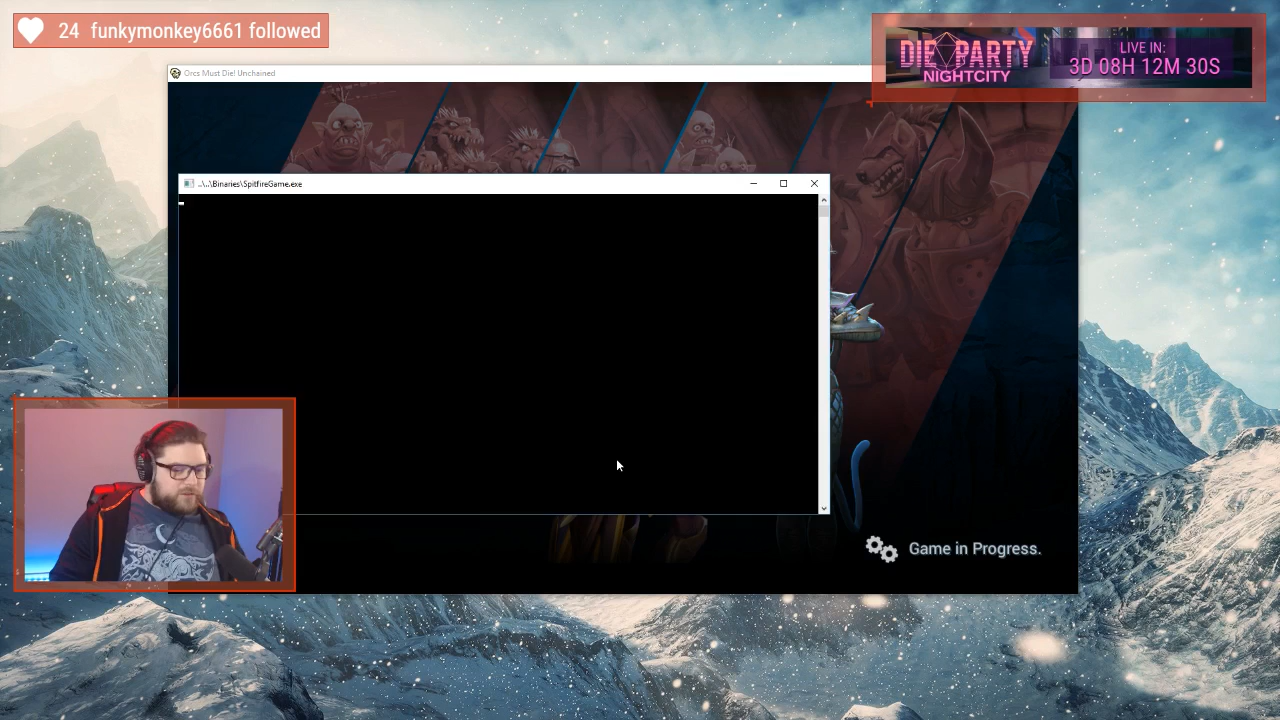 24 funkymonkey6661 followed
DIE PARTY
NIGHTCITY
LIVE IN:
3D 08H 12M 30S
Orcs Must Die! Unchained
..\..\Binaries\SpitfireGame.exe
Game in Progress.